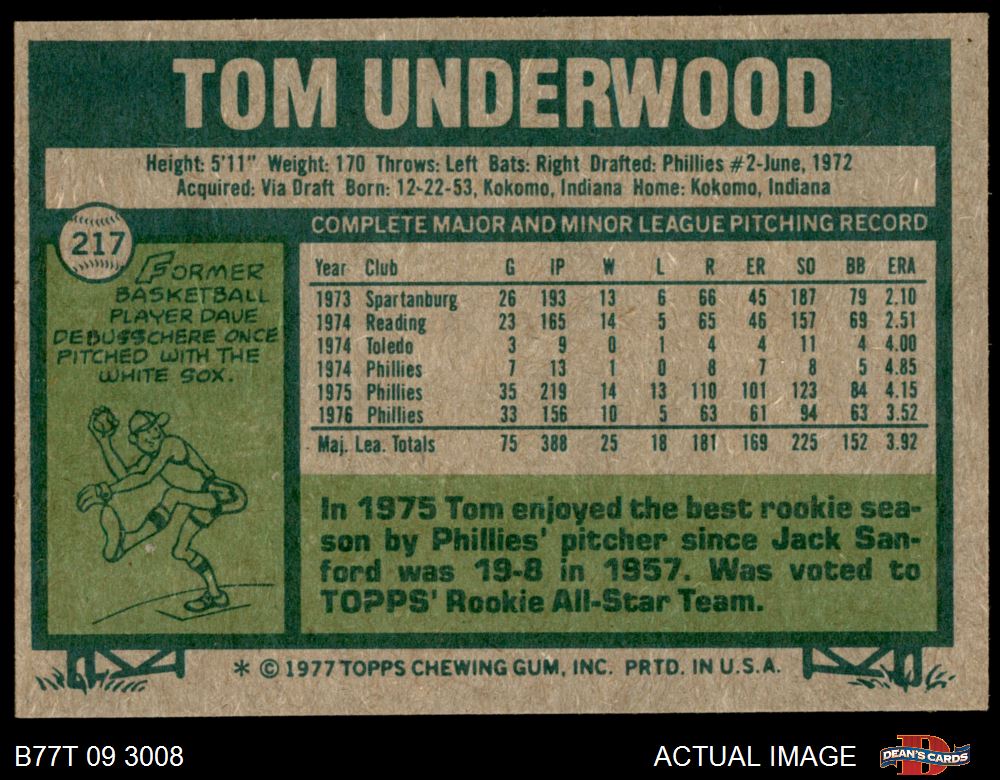 TOM UNDERWOOD
Height: 5'11" Weight: 170 Throws: Left Bats: Right Drafted: Phillies #2-June, 1972
Acquired: Via Draft Born: 12-22-53, Kokomo, Indiana Home: Kokomo, Indiana
217
FORMER
BASKETBALL
PLAYER DAVE
DEBUSSCHERE ONCE
PITCHED WITH THE
WHITE SOX.
COMPLETE MAJOR AND MINOR LEAGUE PITCHING RECORD
Year Club G IP W L R ER SO BB ERA
1973 Spartanburg 26 193 13 6 66 45 187 79 2.10
1974 Reading 23 165 14 5 65 46 157 69 2.51
1974 Toledo 3 9 0 1 4 4 11 4 4.00
1974 Phillies 7 13 1 0 8 7 8 5 4.85
1975 Phillies 35 219 14 13 110 101 123 84 4.15
1976 Phillies 33 156 10 5 63 61 94 63 3.52
Maj. Lea. Totals 75 388 25 18 181 169 225 152 3.92
In 1975 Tom enjoyed the best rookie sea-
son by Phillies' pitcher since Jack San-
ford was 19-8 in 1957. Was voted to
TOPPS' Rookie All-Star Team.
* © 1977 TOPPS CHEWING GUM, INC. PRTD. IN U.S.A.
B77T 09 3008
ACTUAL IMAGE
DEAN'S CARDS